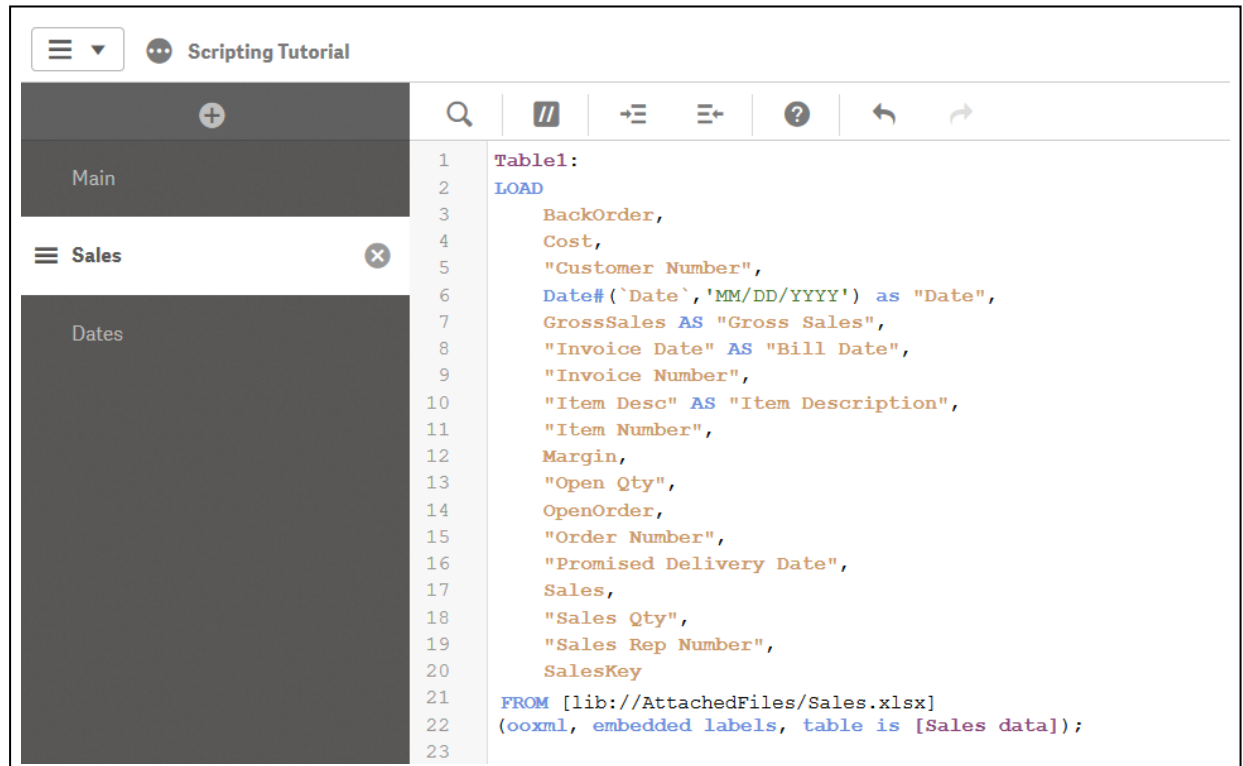 Scripting Tutorial
Main
Sales
Dates
1 Table1:
2 LOAD
3 BackOrder,
4 Cost,
5 "Customer Number",
6 Date#(`Date`,'MM/DD/YYYY') as "Date",
7 GrossSales AS "Gross Sales",
8 "Invoice Date" AS "Bill Date",
9 "Invoice Number",
10 "Item Desc" AS "Item Description",
11 "Item Number",
12 Margin,
13 "Open Qty",
14 OpenOrder,
15 "Order Number",
16 "Promised Delivery Date",
17 Sales,
18 "Sales Qty",
19 "Sales Rep Number",
20 SalesKey
21 FROM [lib://AttachedFiles/Sales.xlsx]
22 (ooxml, embedded labels, table is [Sales data]);
23